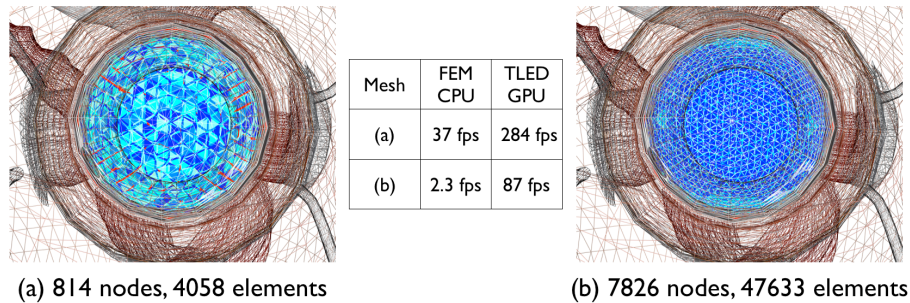 Mesh FEM CPU TLED GPU
(a) 37 fps 284 fps
(b) 2.3 fps 87 fps
(a) 814 nodes, 4058 elements
(b) 7826 nodes, 47633 elements